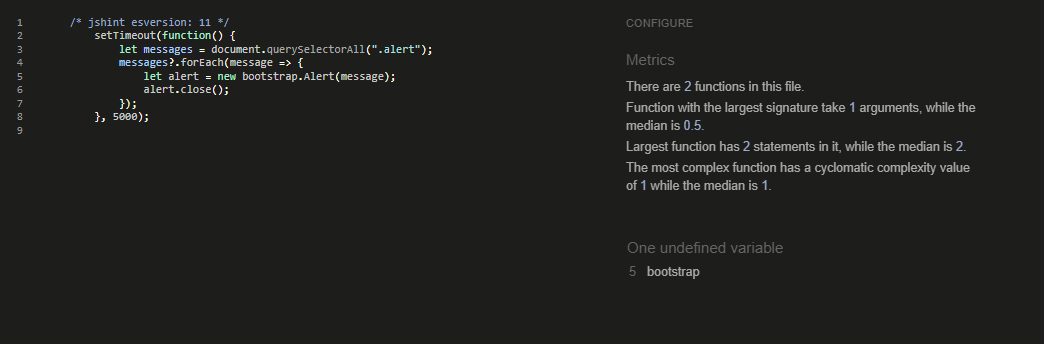 1 /* jshint esversion: 11 */
2 setTimeout(function() {
3 let messages = document.querySelectorAll(".alert");
4 messages?.forEach(message => {
5 let alert = new bootstrap.Alert(message);
6 alert.close();
7 });
8 }, 5000);
9
CONFIGURE
Metrics
There are 2 functions in this file.
Function with the largest signature take 1 arguments, while the
median is 0.5.
Largest function has 2 statements in it, while the median is 2.
The most complex function has a cyclomatic complexity value
of 1 while the median is 1.
One undefined variable
5 bootstrap